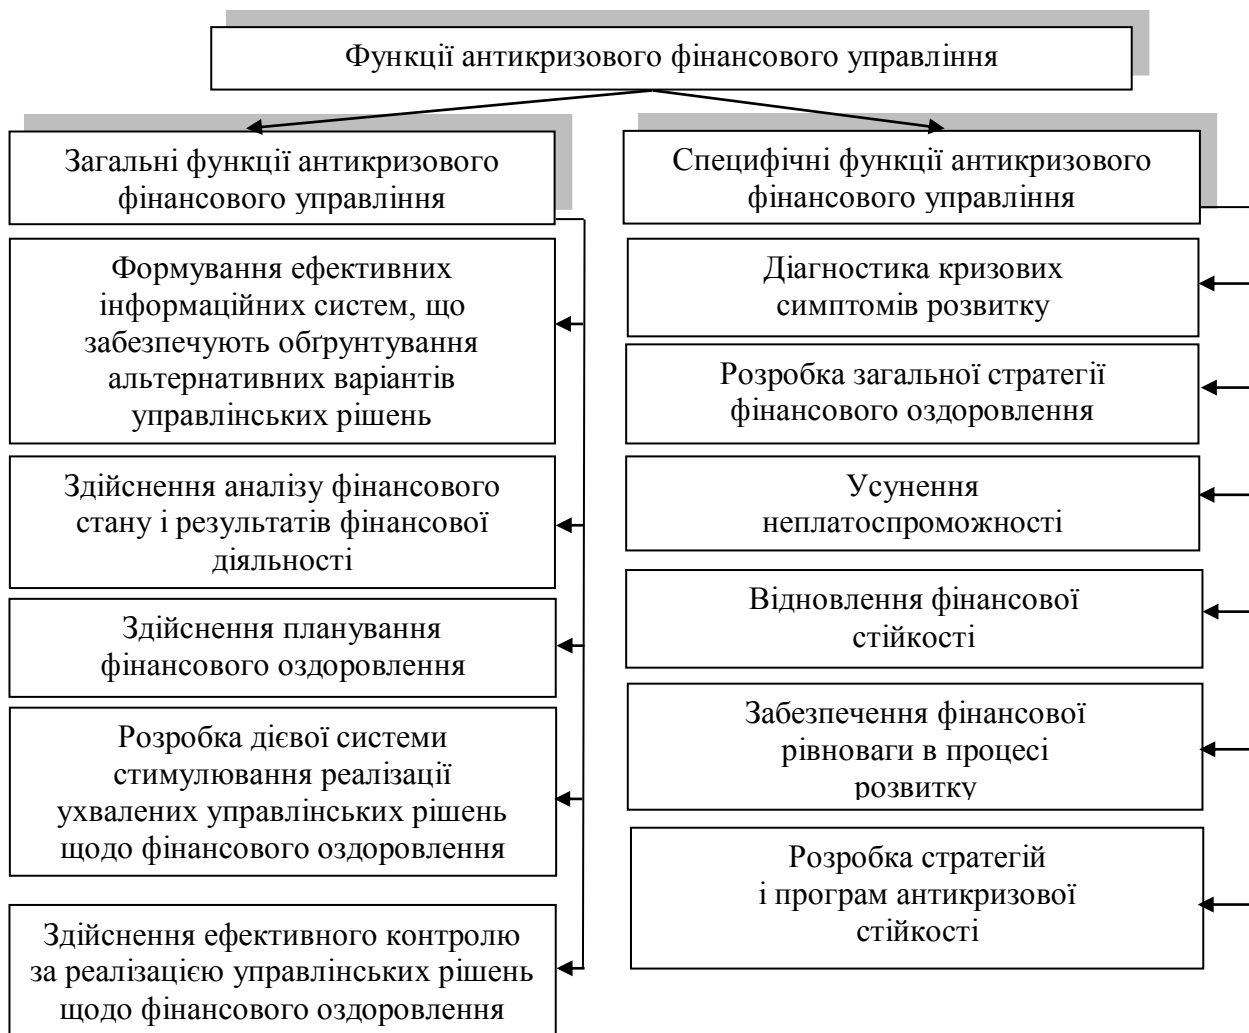 Функції антикризового фінансового управління
Загальні функції антикризового
фінансового управління
Формування ефективних
інформаційних систем, що
забезпечують обґрунтування
альтернативних варіантів
управлінських рішень
Здійснення аналізу фінансового
стану і результатів фінансової
діяльності
Здійснення планування
фінансового оздоровлення
Розробка дієвої системи
стимулювання реалізації
ухвалених управлінських рішень
щодо фінансового оздоровлення
Здійснення ефективного контролю
за реалізацією управлінських рішень
щодо фінансового оздоровлення
Специфічні функції антикризового
фінансового управління
Діагностика кризових
симптомів розвитку
Розробка загальної стратегії
фінансового оздоровлення
Усунення
неплатоспроможності
Відновлення фінансової
стійкості
Забезпечення фінансової
рівноваги в процесі
розвитку
Розробка стратегій
і програм антикризової
стійкості